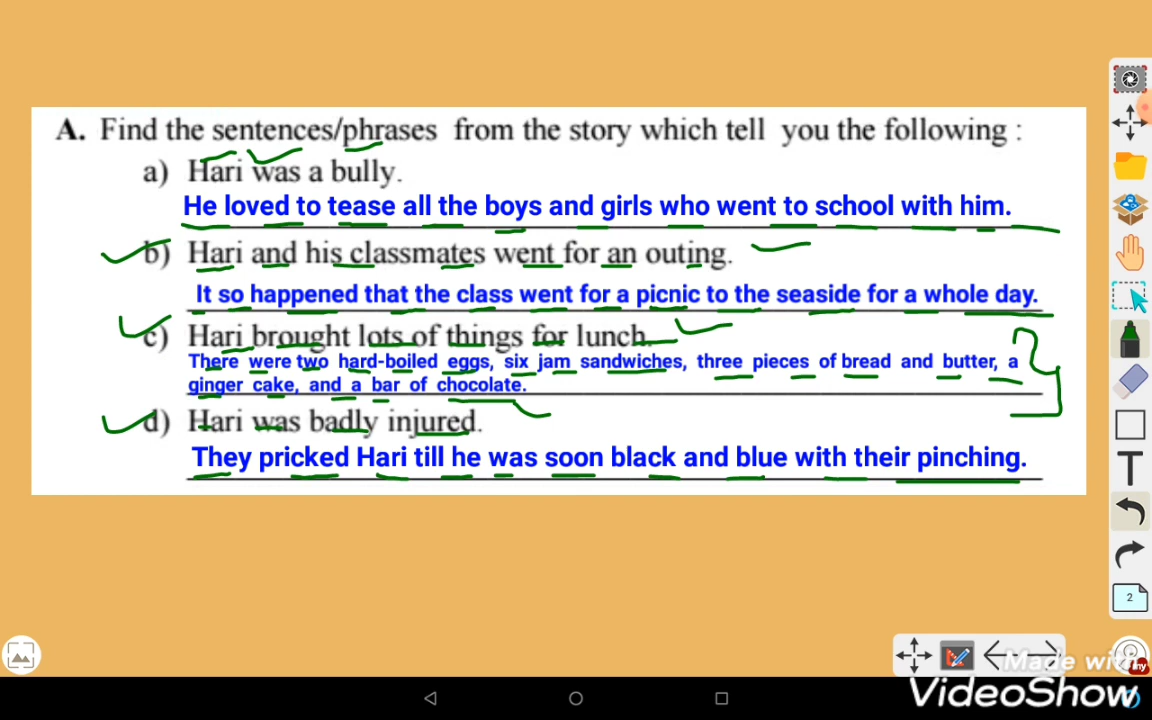 A. Find the sentences/phrases from the story which tell you the following :
a) Hari was a bully.
He loved to tease all the boys and girls who went to school with him.
b) Hari and his classmates went for an outing.
It so happened that the class went for a picnic to the seaside for a whole day.
c) Hari brought lots of things for lunch.
There were two hard-boiled eggs, six jam sandwiches, three pieces of bread and butter, a
ginger cake, and a bar of chocolate.
d) Hari was badly injured.
They pricked Hari till he was soon black and blue with their pinching.
T
2
Made with
my
VideoShow